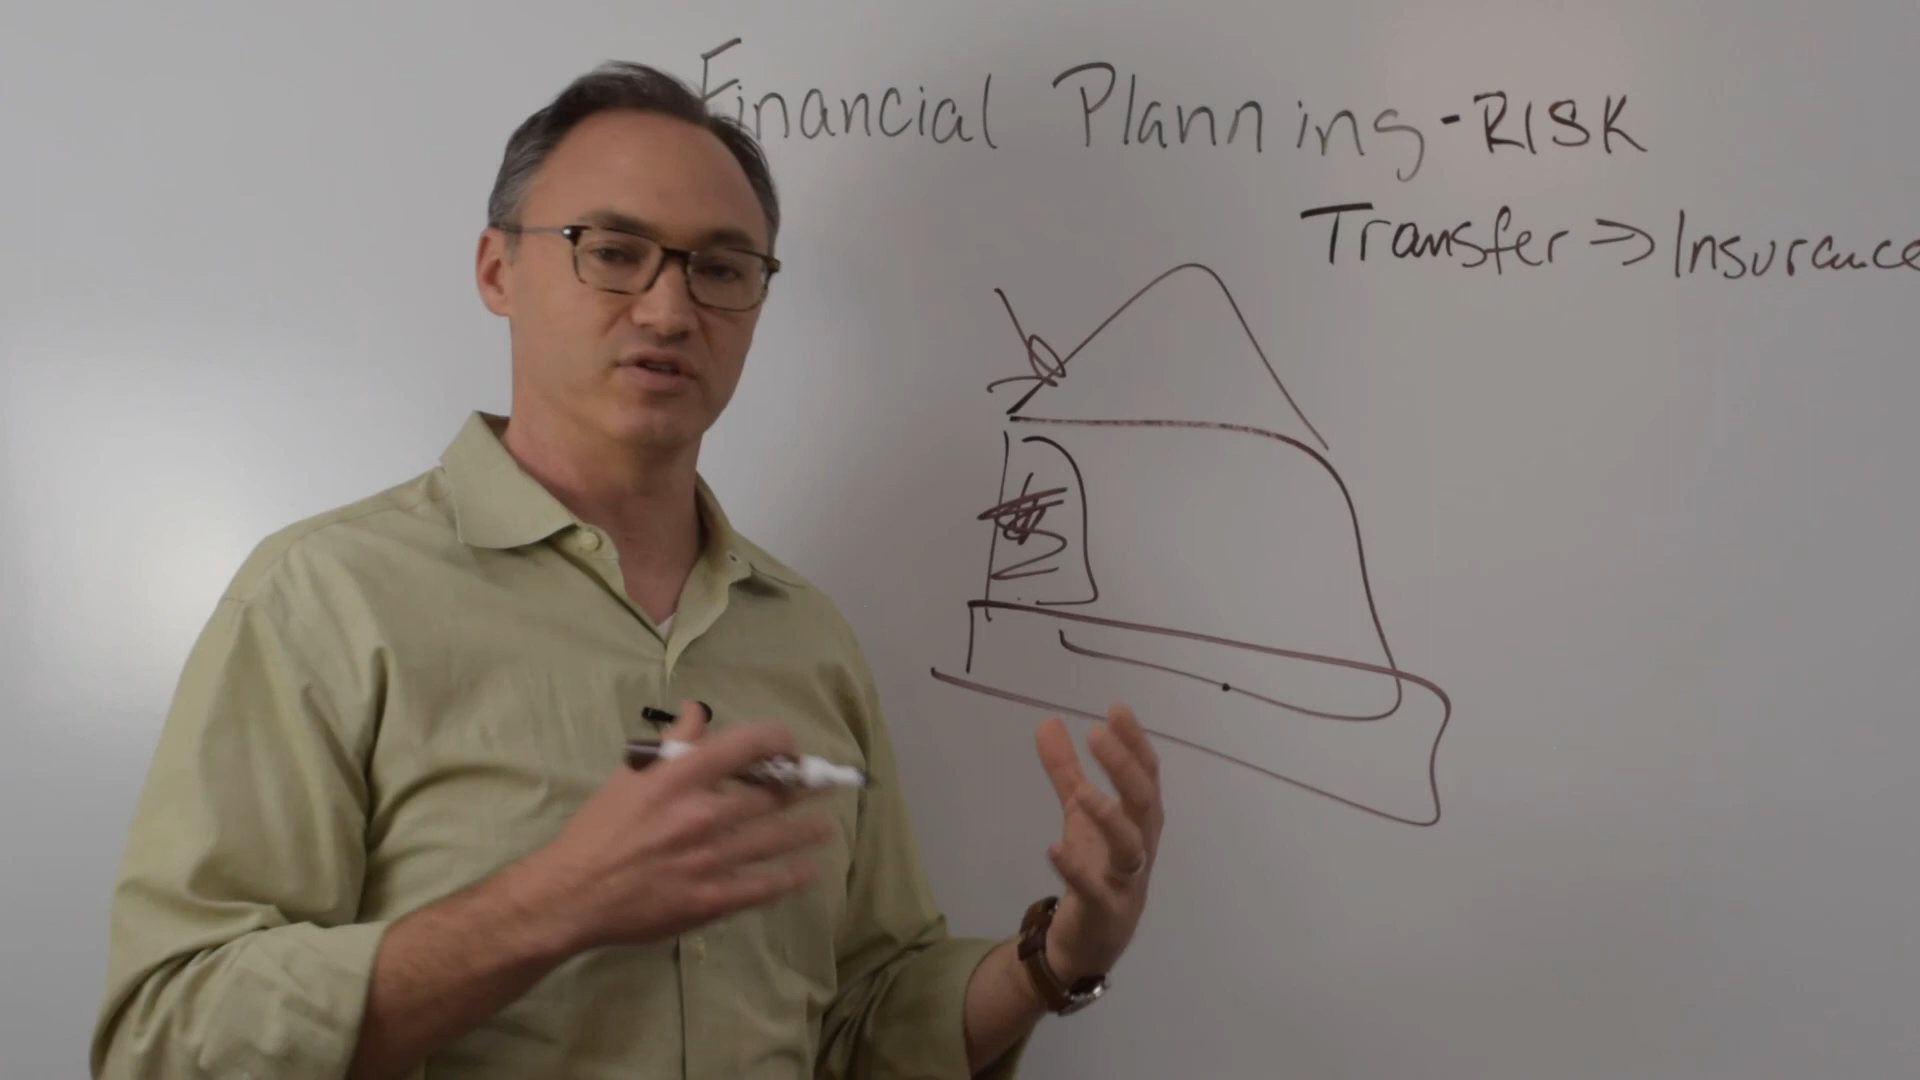 Financial Planning - RISK
Transfer ⇒ Insurance